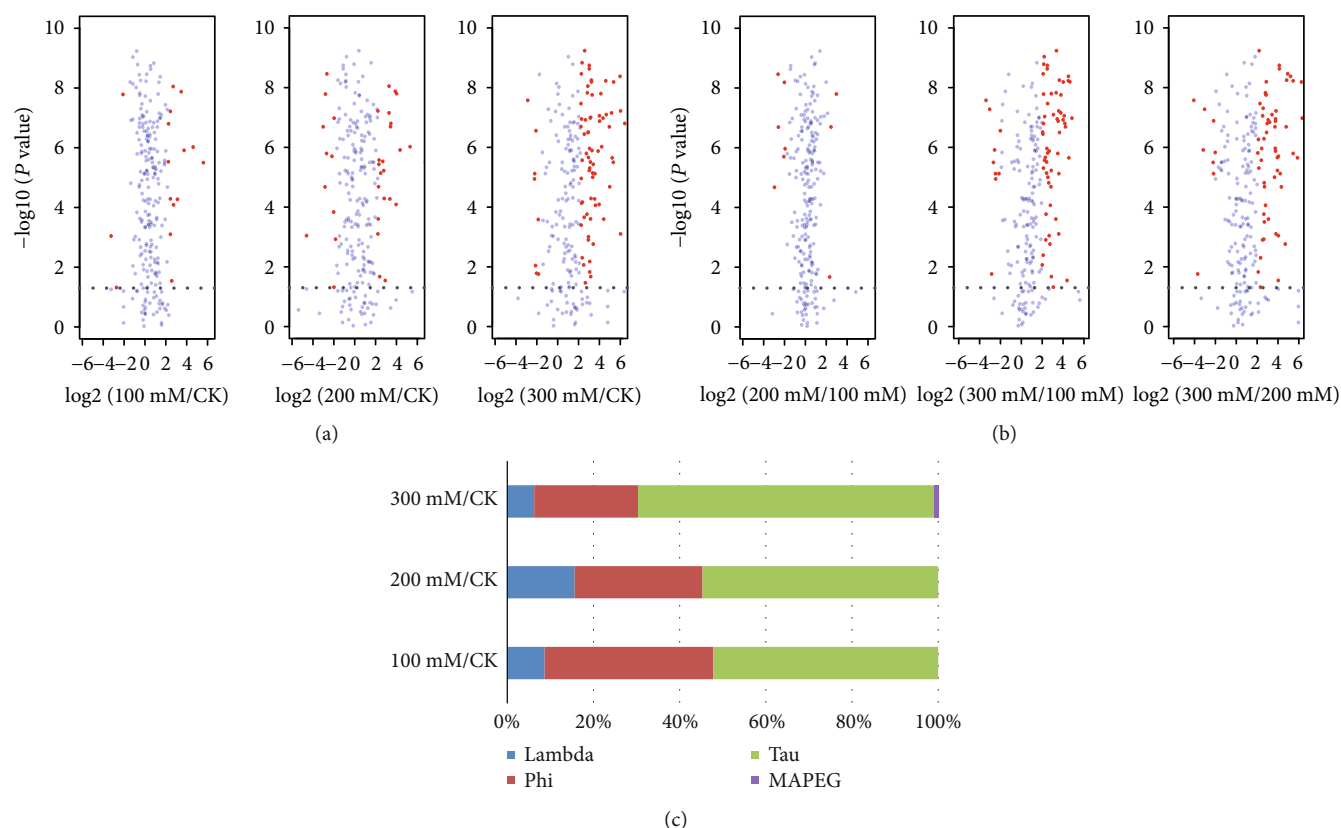 10
8
6
4
2
0
−log10 (P value)
−6−4−2 0 2 4 6
log2 (100 mM/CK)
10
8
6
4
2
0
−6−4−2 0 2 4 6
log2 (200 mM/CK)
10
8
6
4
2
0
−6−4−2 0 2 4 6
log2 (300 mM/CK)
(a)
10
8
6
4
2
0
−log10 (P value)
−6−4−2 0 2 4 6
log2 (200 mM/100 mM)
10
8
6
4
2
0
−6−4−2 0 2 4 6
log2 (300 mM/100 mM)
10
8
6
4
2
0
−6−4−2 0 2 4 6
log2 (300 mM/200 mM)
(b)
300 mM/CK
200 mM/CK
100 mM/CK
0% 20% 40% 60% 80% 100%
Lambda
Phi
Tau
MAPEG
(c)